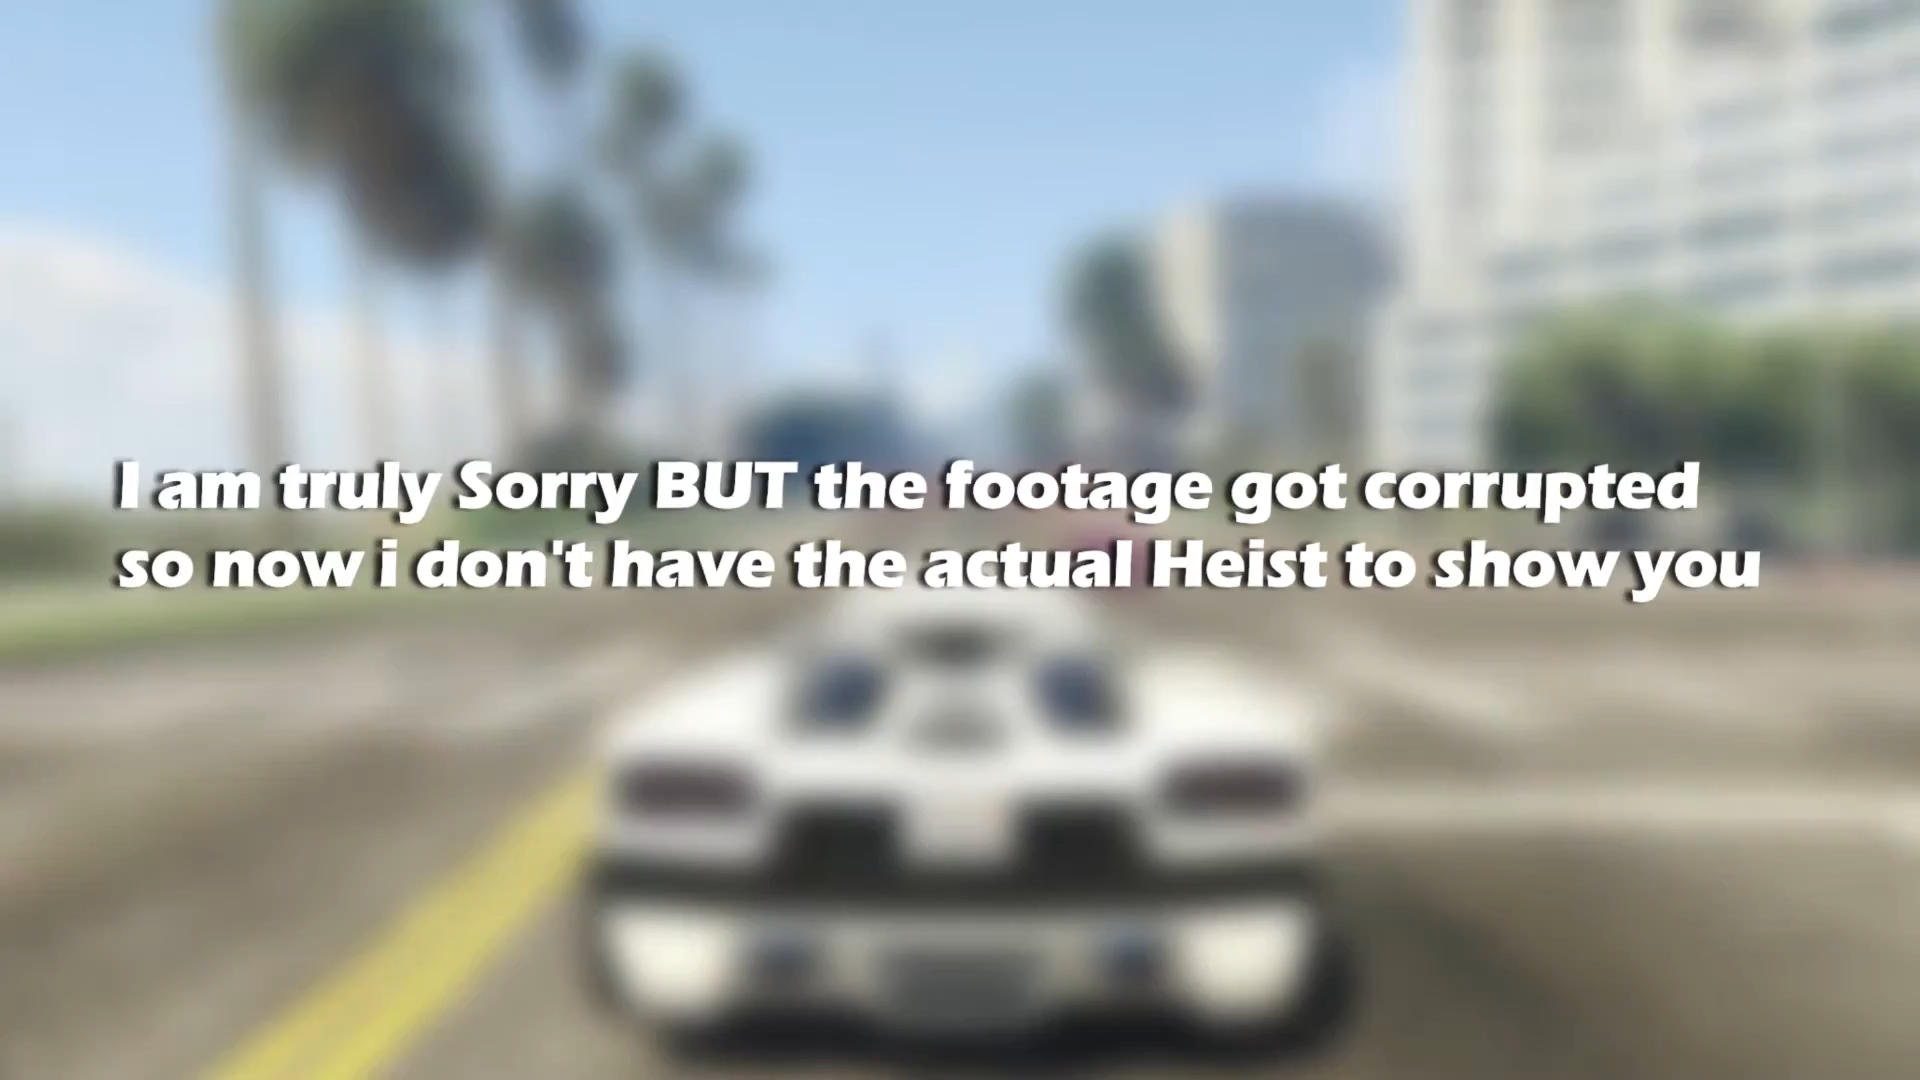 I am truly Sorry BUT the footage got corrupted
so now i don't have the actual Heist to show you